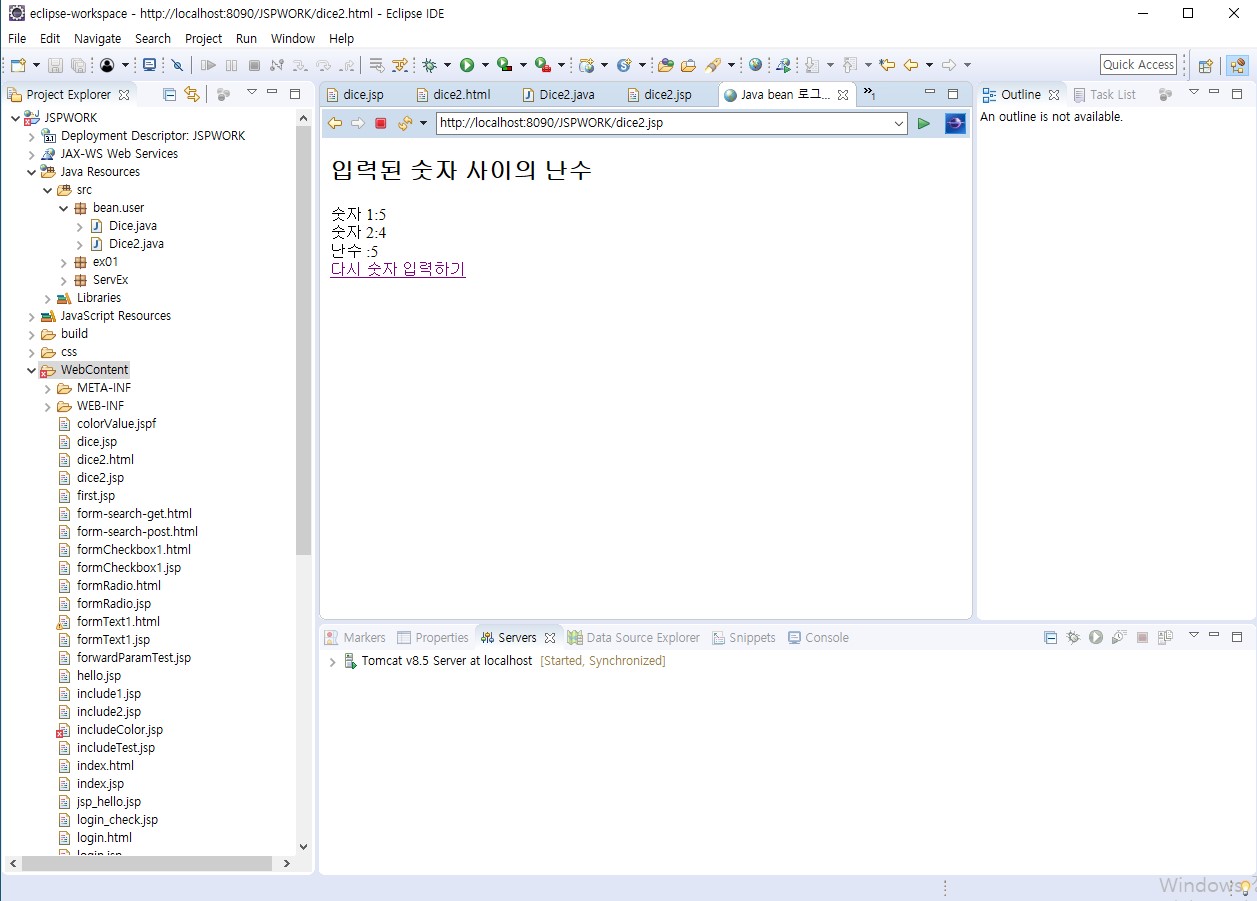 eclipse-workspace - http://localhost:8090/JSPWORK/dice2.html - Eclipse IDE
File Edit Navigate Search Project Run Window Help
Quick Access
Project Explorer
JSPWORK
Deployment Descriptor: JSPWORK
JAX-WS Web Services
Java Resources
src
bean.user
Dice.java
Dice2.java
ex01
ServEx
Libraries
JavaScript Resources
build
css
WebContent
META-INF
WEB-INF
colorValue.jspf
dice.jsp
dice2.html
dice2.jsp
first.jsp
form-search-get.html
form-search-post.html
formCheckbox1.html
formCheckbox1.jsp
formRadio.html
formRadio.jsp
formText1.html
formText1.jsp
forwardParamTest.jsp
hello.jsp
include1.jsp
include2.jsp
includeColor.jsp
includeTest.jsp
index.html
index.jsp
jsp_hello.jsp
login_check.jsp
login.html
login.jsp
dice.jsp dice2.html Dice2.java dice2.jsp Java bean 로그... »1
http://localhost:8090/JSPWORK/dice2.jsp
입력된 숫자 사이의 난수
숫자 1:5
숫자 2:4
난수 :5
다시 숫자 입력하기
Outline Task List
An outline is not available.
Markers Properties Servers Data Source Explorer Snippets Console
Tomcat v8.5 Server at localhost [Started, Synchronized]
Windows